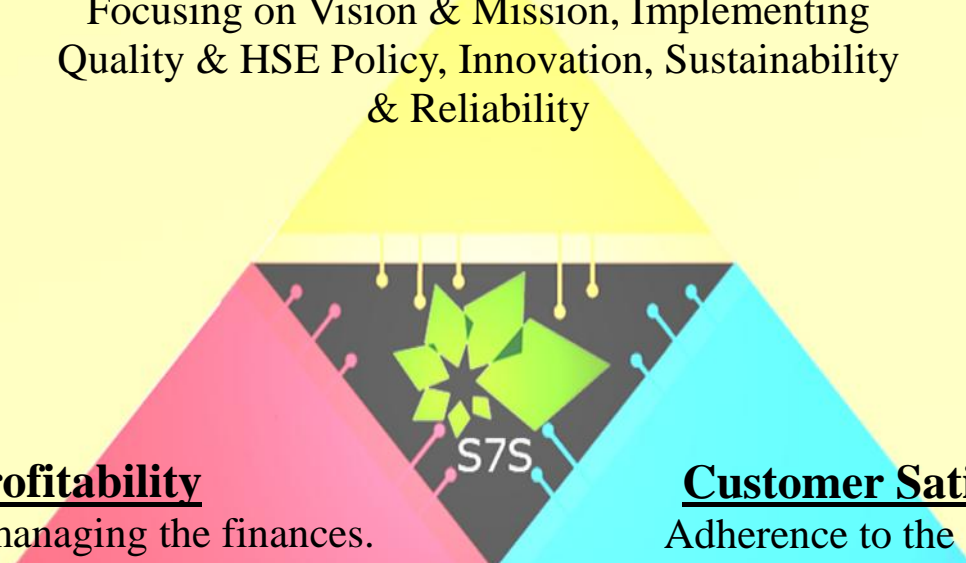 Focusing on Vision & Mission, Implementing
Quality & HSE Policy, Innovation, Sustainability
& Reliability
S7S
rofitability
Customer Sati
anaging the finances.
Adherence to the